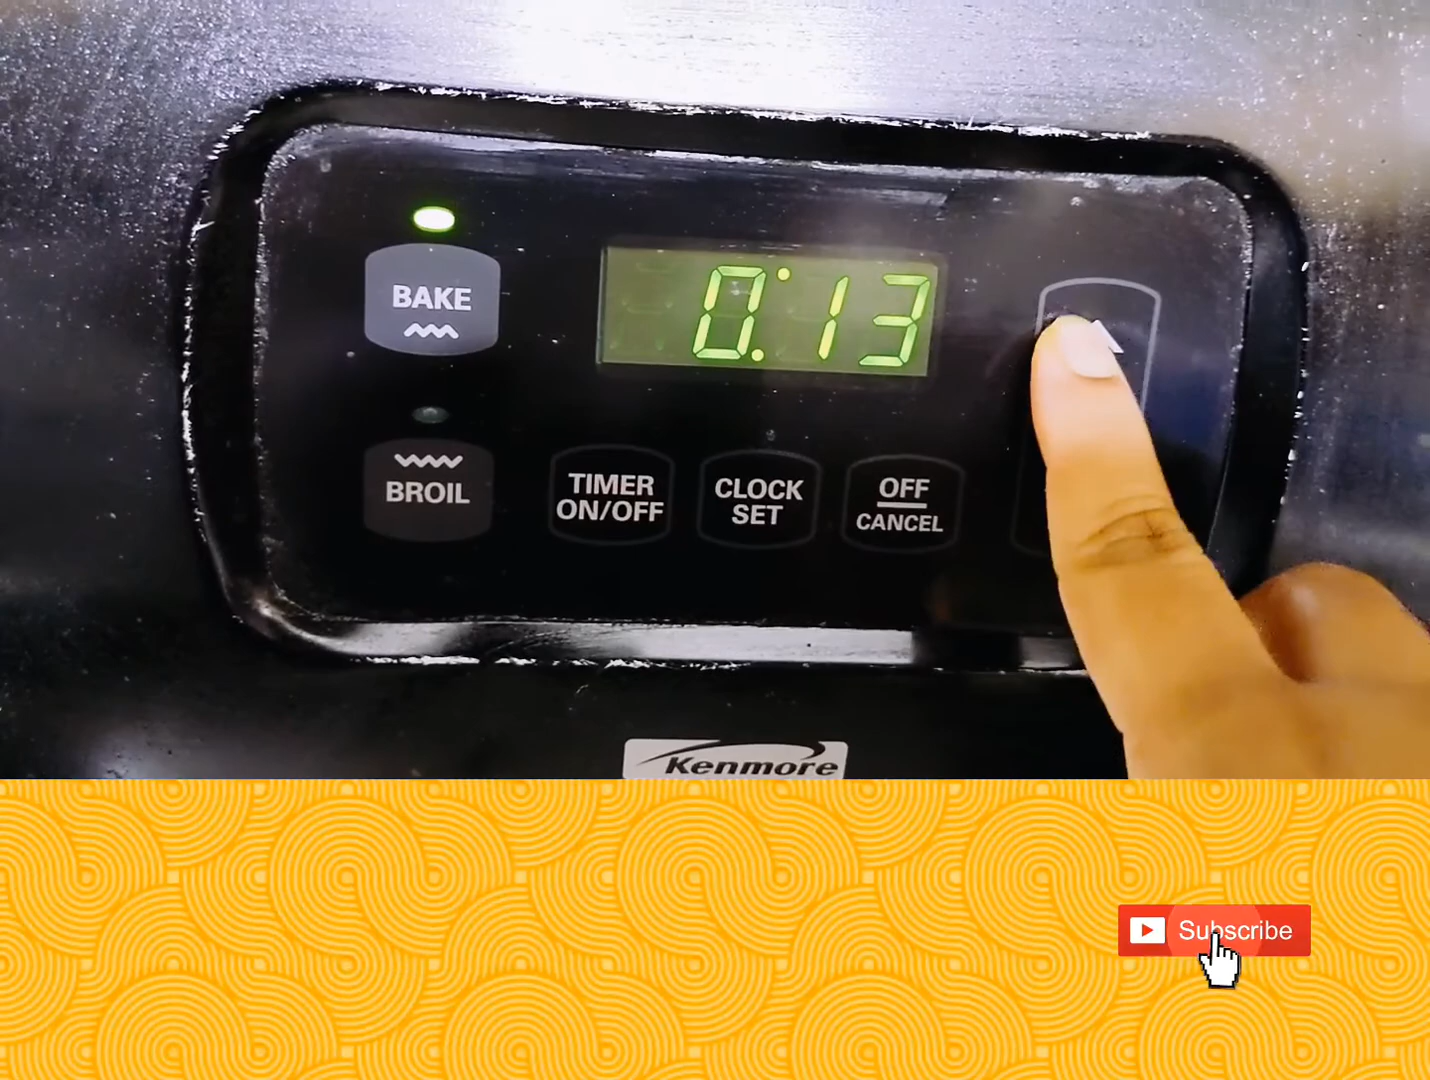 BAKE
0:13
BROIL
TIMER
ON/OFF
CLOCK
SET
OFF
CANCEL
Kenmore
Subscribe